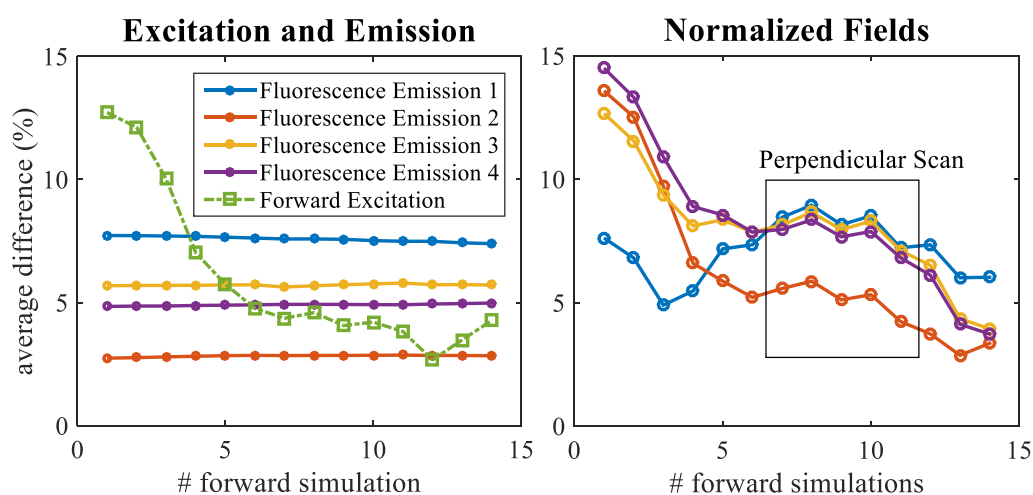 Excitation and Emission
average difference (%)
15
10
5
0
Fluorescence Emission 1
Fluorescence Emission 2
Fluorescence Emission 3
Fluorescence Emission 4
Forward Excitation
0
5
10
15
# forward simulation
Normalized Fields
15
10
5
0
Perpendicular Scan
0
5
10
15
# forward simulations